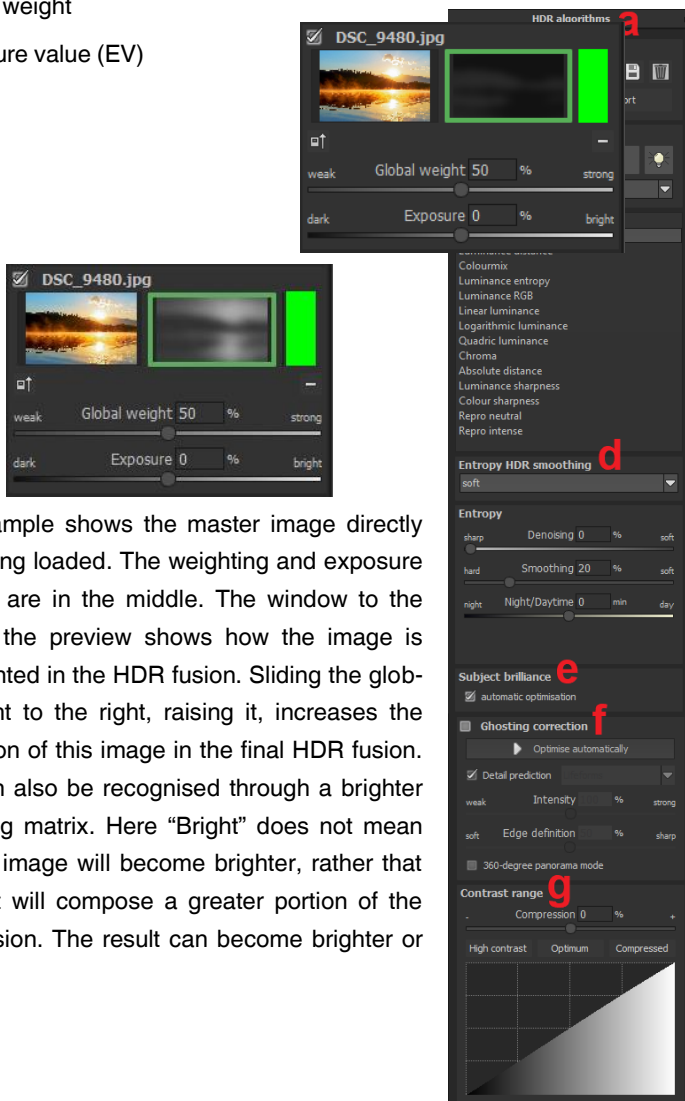 weight
ure value (EV)
HDR algorithms a
DSC_9480.jpg
weak Global weight 50 % strong
dark Exposure 0 % bright
DSC_9480.jpg
weak Global weight 50 % strong
dark Exposure 0 % bright
ample shows the master image directly
ng loaded. The weighting and exposure
are in the middle. The window to the
the preview shows how the image is
nted in the HDR fusion. Sliding the glob-
nt to the right, raising it, increases the
on of this image in the final HDR fusion.
n also be recognised through a brighter
g matrix. Here “Bright” does not mean
image will become brighter, rather that
t will compose a greater portion of the
sion. The result can become brighter or
ort
Colourmix
Luminance entropy
Luminance RGB
Linear luminance
Logarithmic luminance
Quadric luminance
Chroma
Absolute distance
Luminance sharpness
Colour sharpness
Repro neutral
Repro intense
Entropy HDR smoothing d
soft
Entropy
sharp Denoising 0 % soft
hard Smoothing 20 % soft
night Night/Daytime 0 min day
Subject brilliance e
automatic optimisation
Ghosting correction f
Optimise automatically
Detail prediction
weak Intensity % strong
soft Edge definition % sharp
360-degree panorama mode
Contrast range g
- Compression 0 % +
High contrast Optimum Compressed